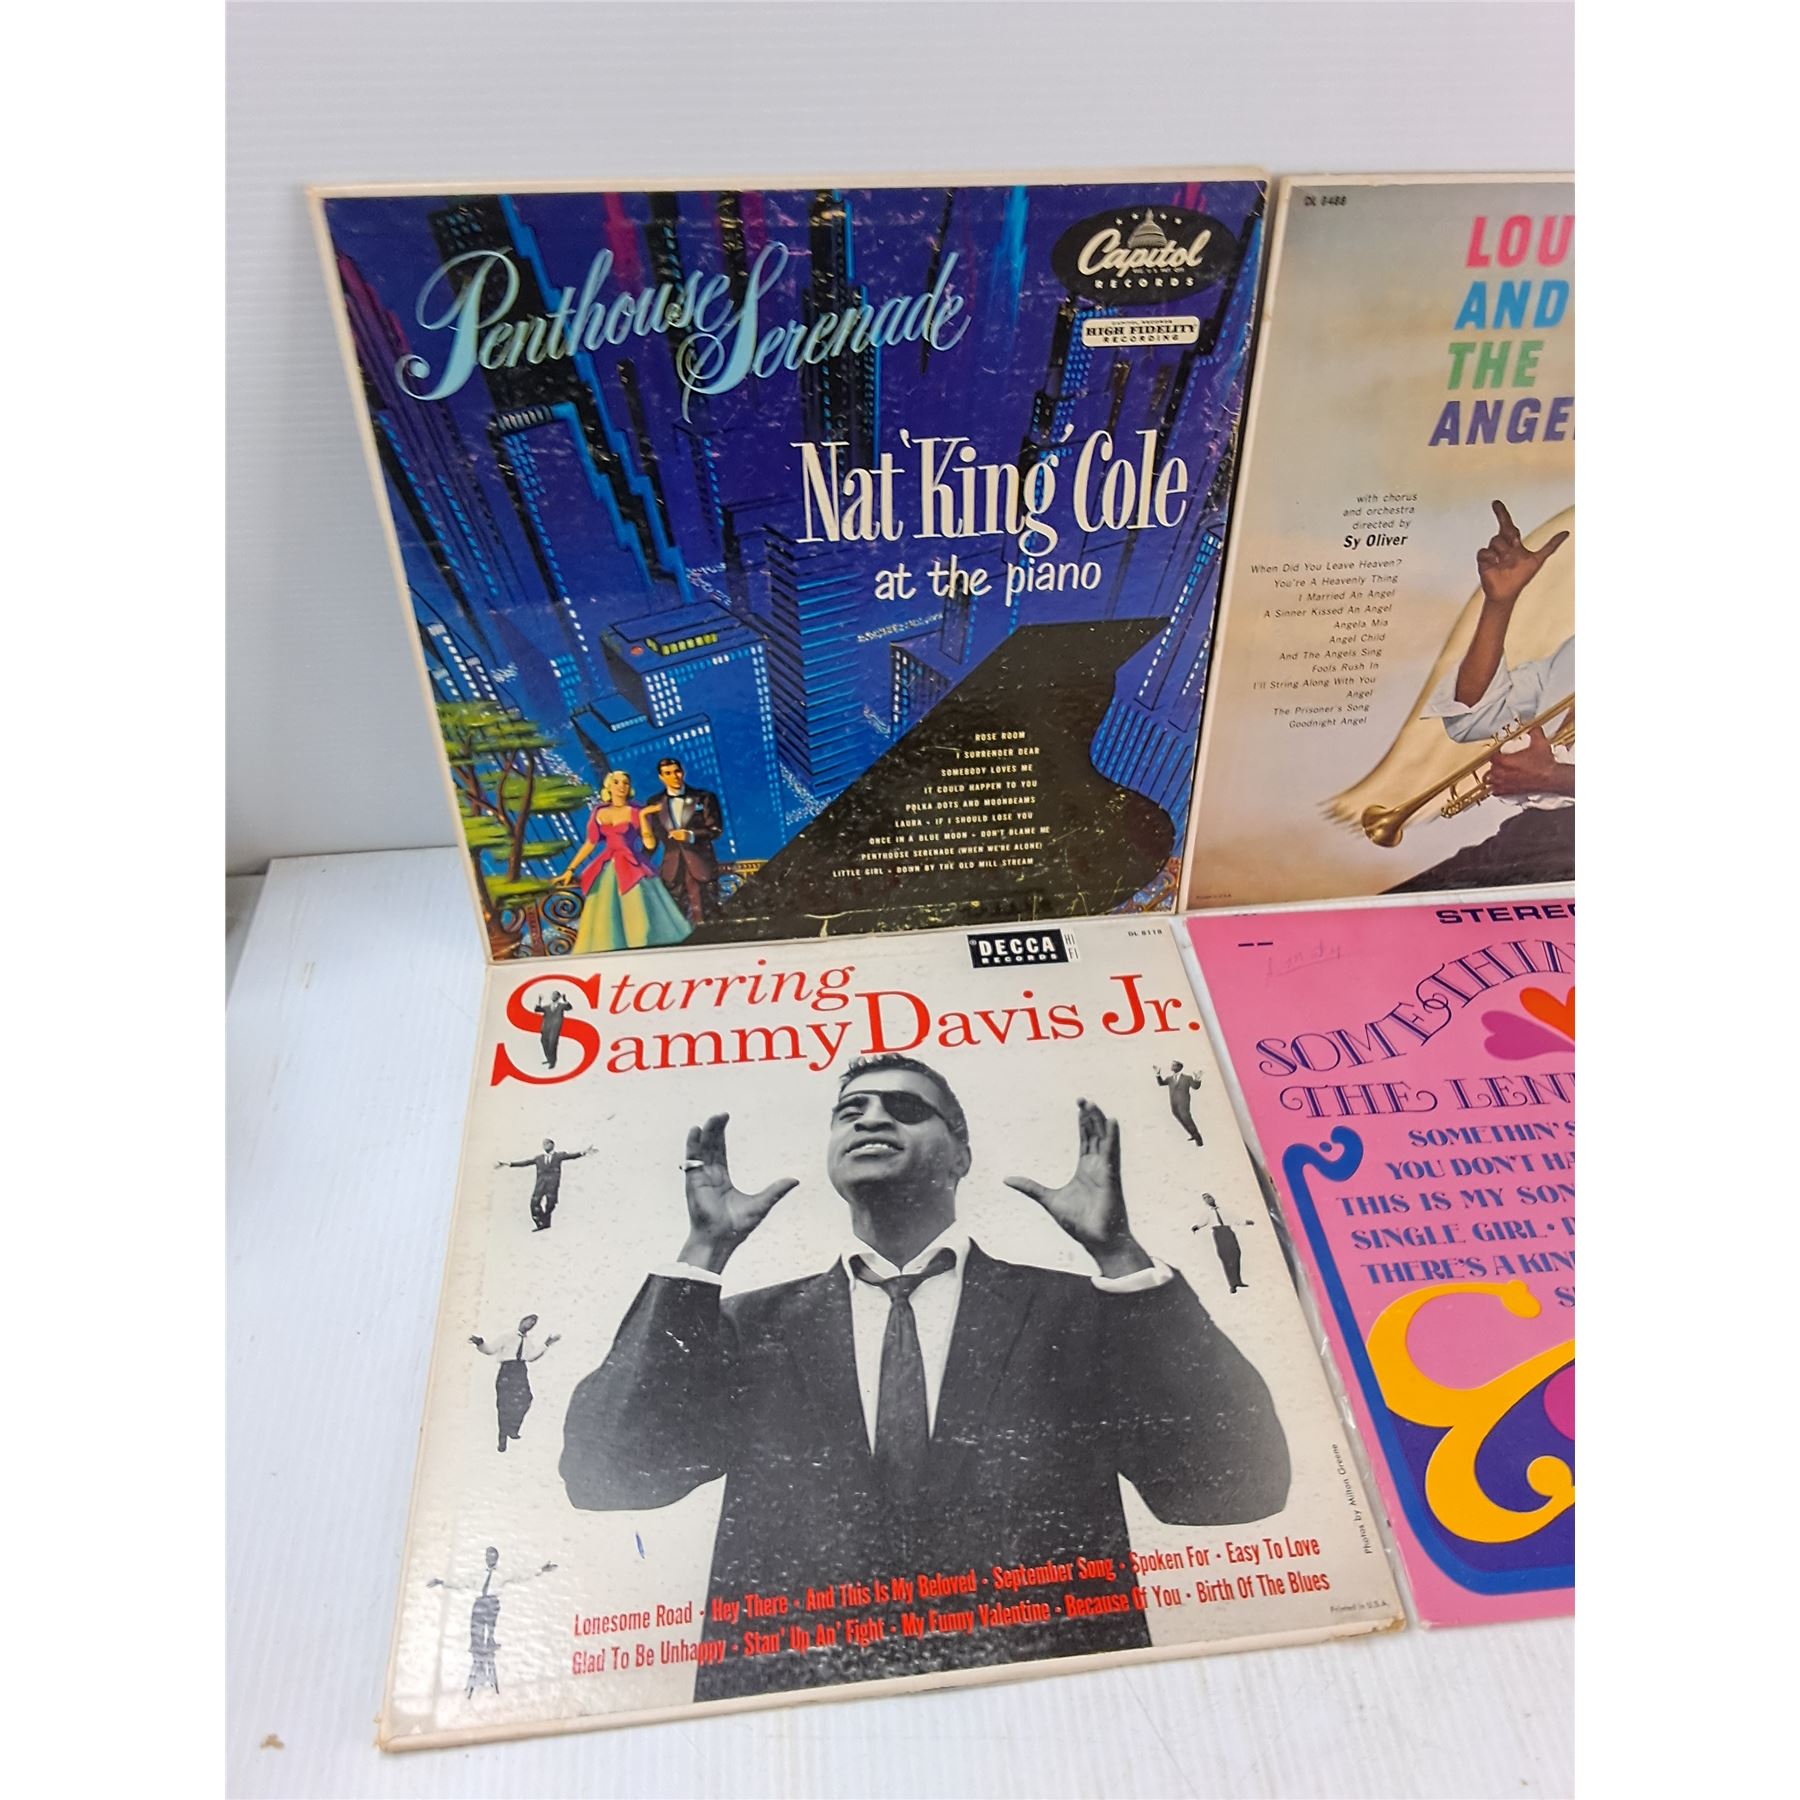 Penthouse Serenade
Capitol
RECORDS
CAPITOL RECORDS
HIGH FIDELITY
RECORDING
Nat 'King' Cole
at the piano
ROSE ROOM
I SURRENDER DEAR
SOMEBODY LOVES ME
IT COULD HAPPEN TO YOU
POLKA DOTS AND MOONBEAMS
LAURA • IF I SHOULD LOSE YOU
ONCE IN A BLUE MOON • DON'T BLAME ME
PENTHOUSE SERENADE (WHEN WE'RE ALONE)
LITTLE GIRL • DOWN BY THE OLD MILL STREAM
DL 8488
LOU
AND
THE
ANGE
with chorus
and orchestra
directed by
Sy Oliver
When Did You Leave Heaven?
You're A Heavenly Thing
I Married An Angel
A Sinner Kissed An Angel
Angela Mia
Angel Child
And The Angels Sing
Fools Rush In
I'll String Along With You
Angel
The Prisoner's Song
Goodnight Angel
DECCA
RECORDS
HI
FI
DL 8118
Starring
Sammy Davis Jr.
Photos by Milton Greene
Lonesome Road • Hey There • And This Is My Beloved • September Song • Spoken For • Easy To Love
Glad To Be Unhappy • Stan' Up An' Fight • My Funny Valentine • Because Of You • Birth Of The Blues
Printed in U.S.A.
STEREO
SOMETHIN
THE LEN
SOMETHIN' S
YOU DON'T HA
THIS IS MY SON
SINGLE GIRL • D
THERE'S A KIN
S